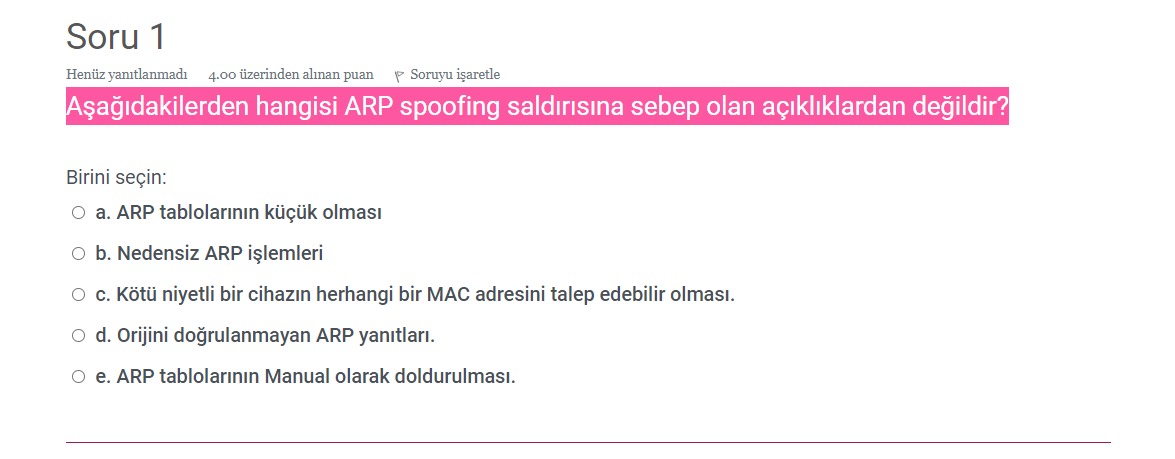 Soru 1
Henüz yanıtlanmadı 4.00 üzerinden alınan puan Soruyu işaretle
Aşağıdakilerden hangisi ARP spoofing saldırısına sebep olan açıklıklardan değildir?
Birini seçin:
a. ARP tablolarının küçük olması
b. Nedensiz ARP işlemleri
c. Kötü niyetli bir cihazın herhangi bir MAC adresini talep edebilir olması.
d. Orijini doğrulanmayan ARP yanıtları.
e. ARP tablolarının Manual olarak doldurulması.